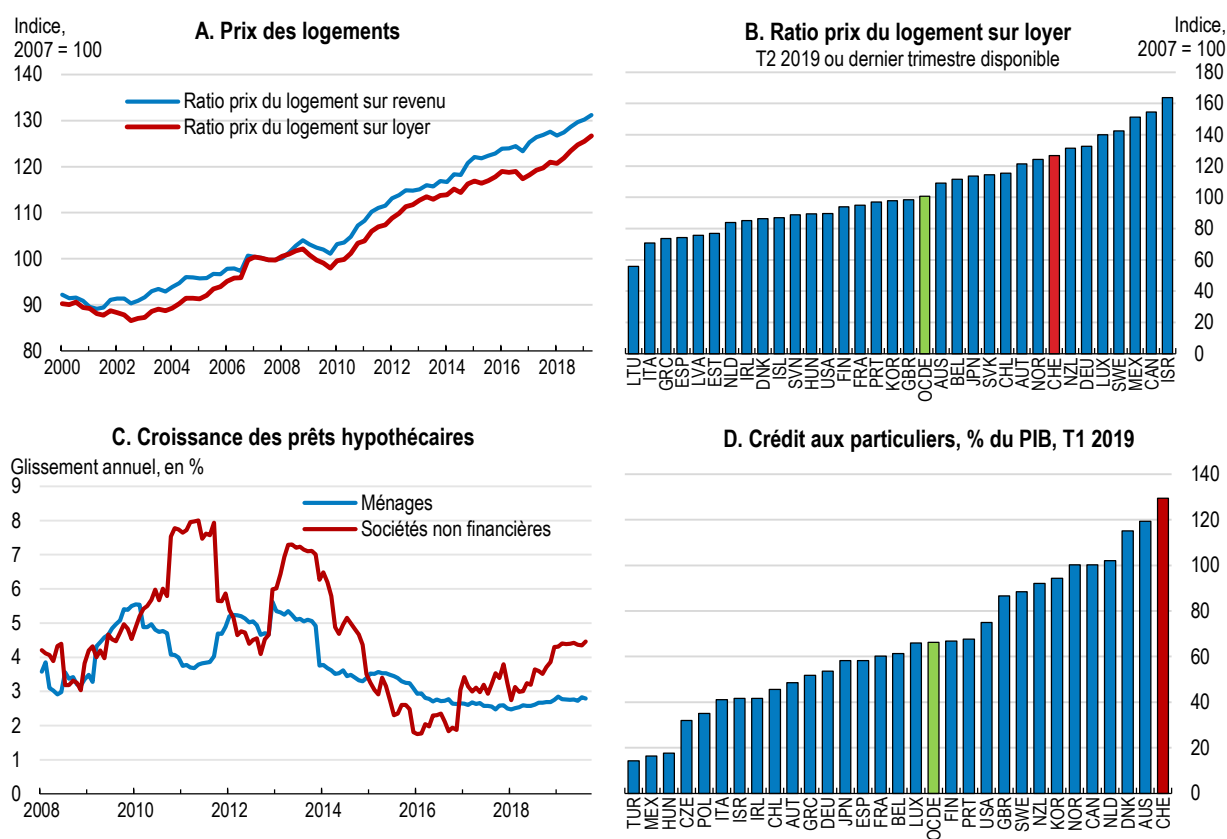 A. Prix des logements
Indice,
2007 = 100
140
130
120
110
100
90
80
Ratio prix du logement sur revenu
Ratio prix du logement sur loyer
2000 2002 2004 2006 2008 2010 2012 2014 2016 2018
B. Ratio prix du logement sur loyer
T2 2019 ou dernier trimestre disponible
Indice,
2007 = 100
180
160
140
120
100
80
60
40
20
0
LTU ITA GRC ESP LVA EST NLD IRL DNK ISL SVN HUN USA FIN FRA PRT KOR GBR OCDE AUS BEL JPN SVK CHL AUT NOR CHE NZL DEU LUX SWE MEX CAN ISR
C. Croissance des prêts hypothécaires
Glissement annuel, en %
9
8
7
6
5
4
3
2
1
0
Ménages
Sociétés non financières
2008 2010 2012 2014 2016 2018
D. Crédit aux particuliers, % du PIB, T1 2019
140
120
100
80
60
40
20
0
TUR MEX HUN CZE POL ITA ISR IRL CHL AUT GRC DEU JPN ESP FRA BEL LUX OCDE FIN PRT USA GBR SWE NZL KOR NOR CAN NLD DNK AUS CHE